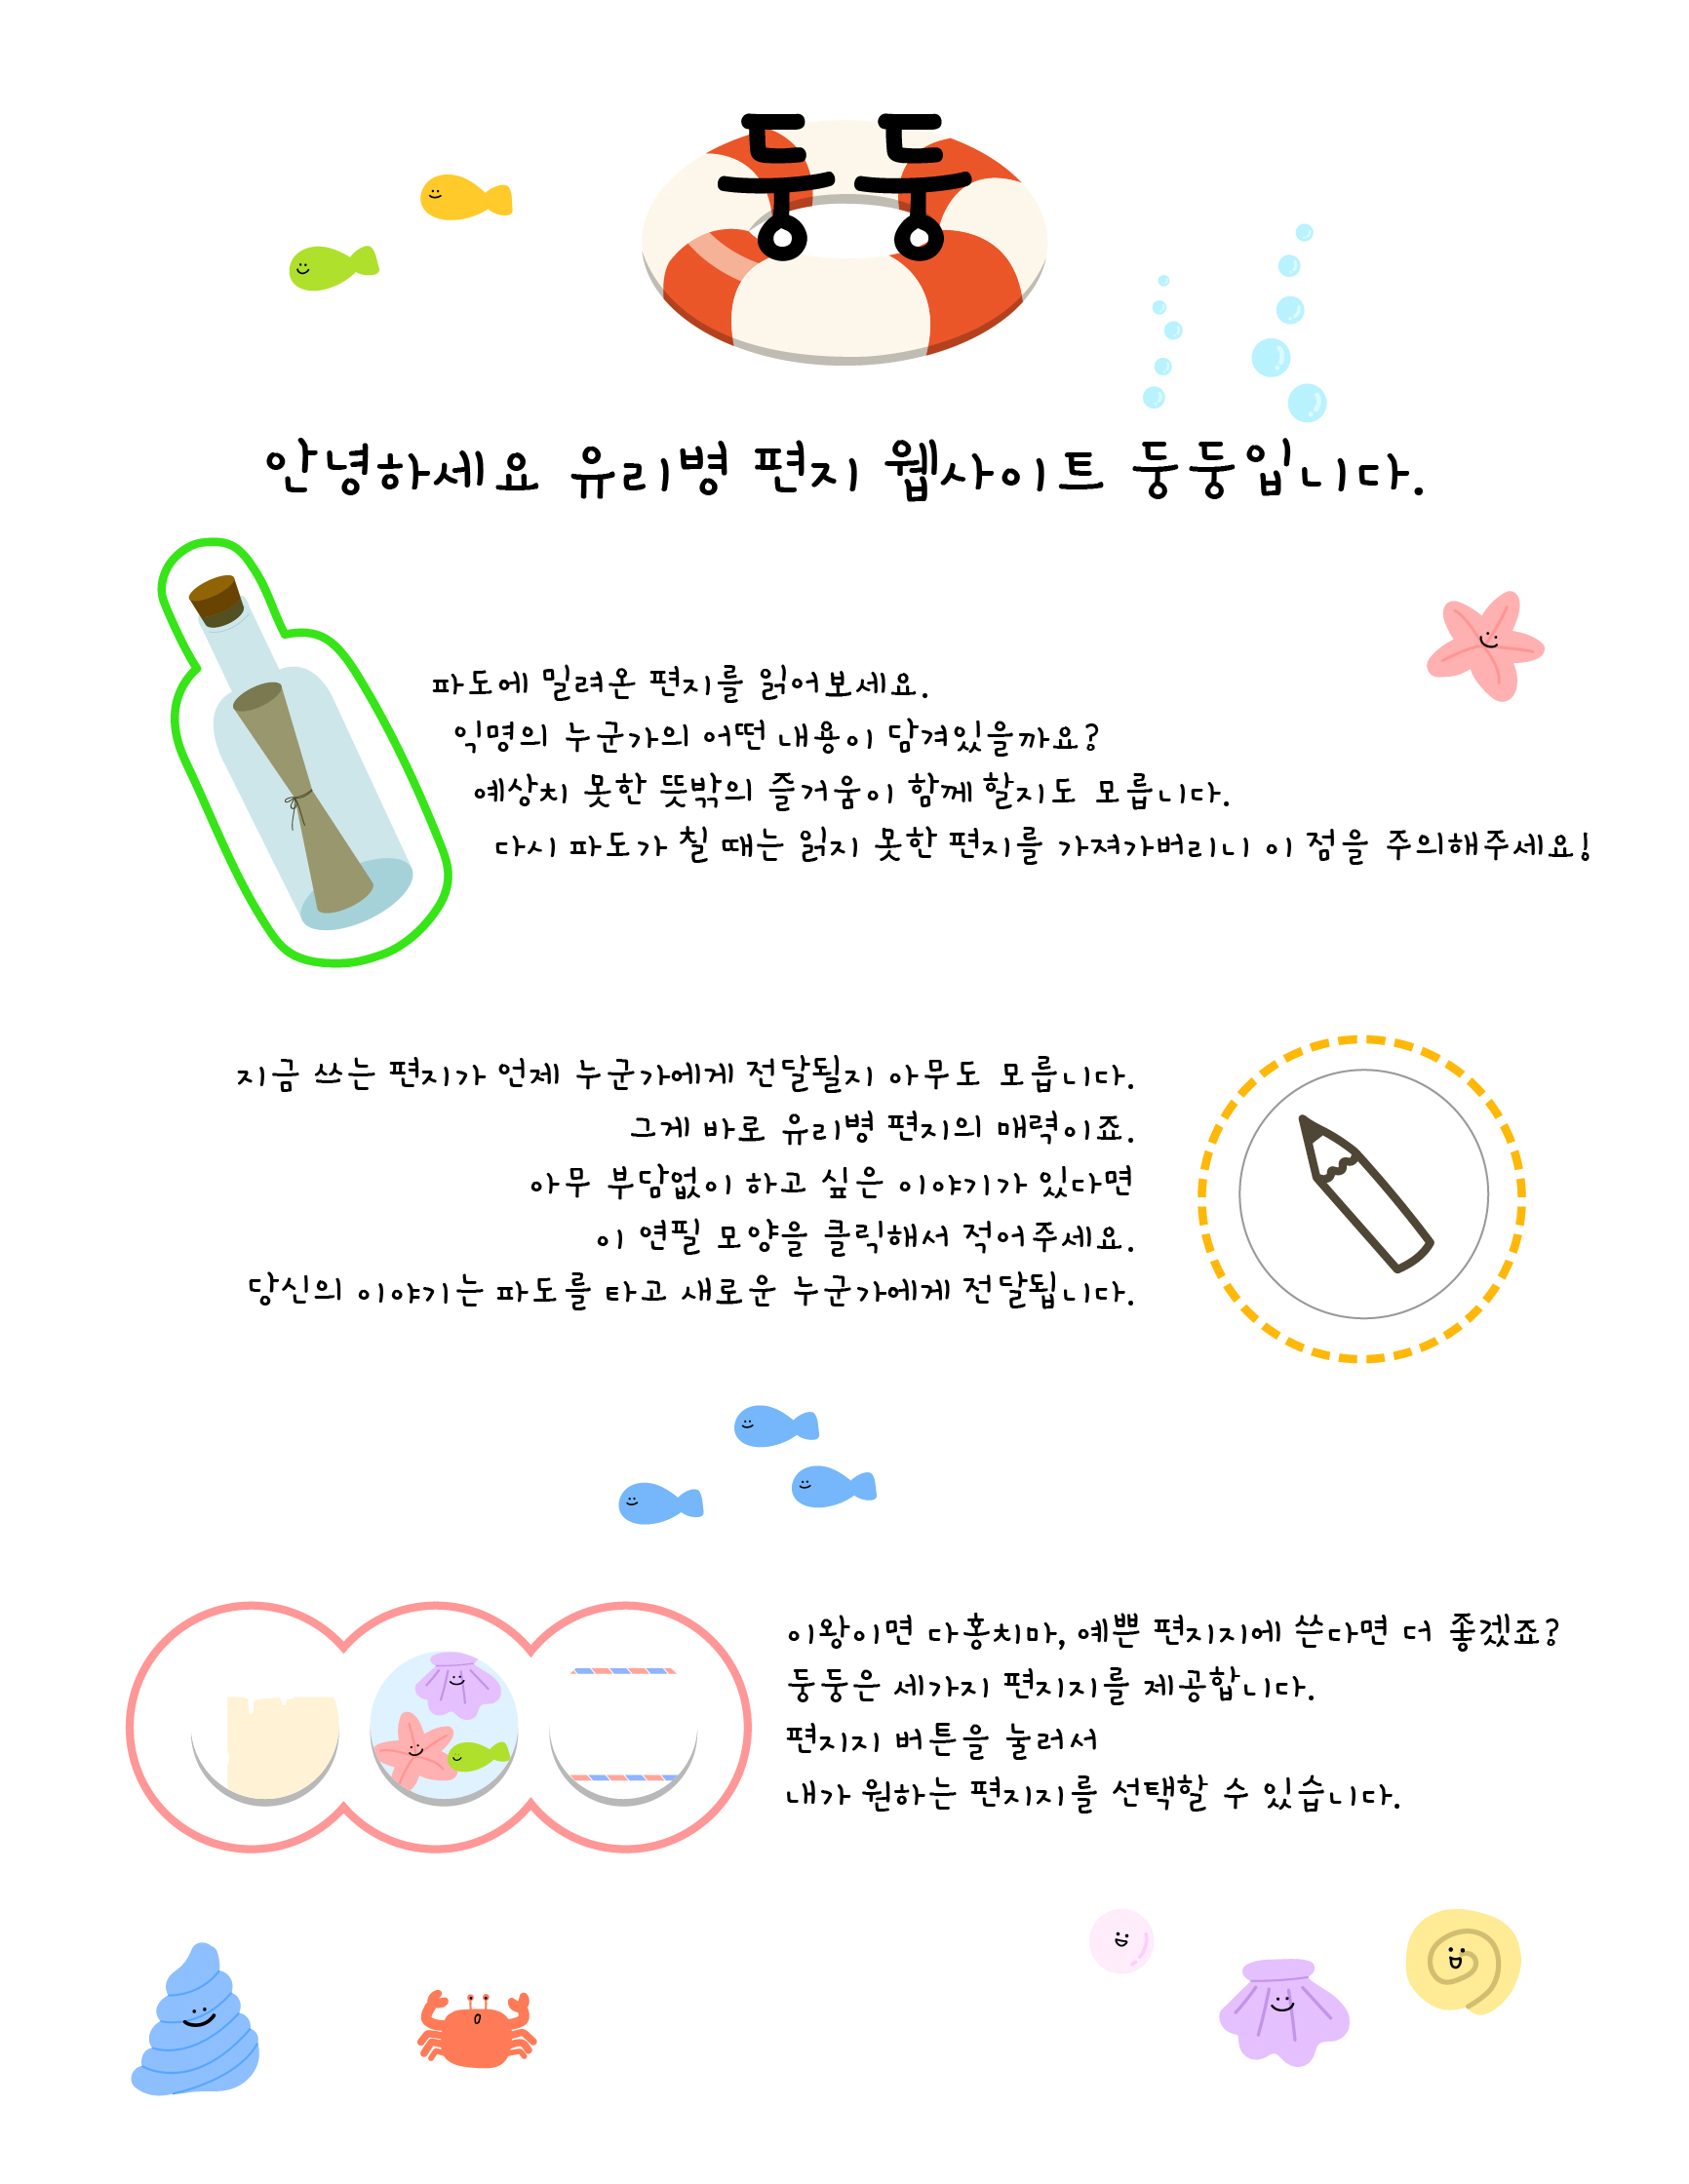 둥둥
안녕하세요 유리병 편지 웹사이트 둥둥입니다.
파도에 밀려온 편지를 읽어보세요.
익명의 누군가의 어떤 내용이 담겨있을까요?
예상치 못한 뜻밖의 즐거움이 함께 할지도 모릅니다.
다시 파도가 칠 때는 읽지 못한 편지를 가져가버리니 이 점을 주의해주세요!
지금 쓰는 편지가 언제 누군가에게 전달될지 아무도 모릅니다.
그게 바로 유리병 편지의 매력이죠.
아무 부담없이 하고 싶은 이야기가 있다면
이 연필 모양을 클릭해서 적어주세요.
당신의 이야기는 파도를 타고 새로운 누군가에게 전달됩니다.
이왕이면 다홍치마, 예쁜 편지지에 쓴다면 더 좋겠죠?
둥둥은 세가지 편지지를 제공합니다.
편지지 버튼을 눌러서
내가 원하는 편지지를 선택할 수 있습니다.